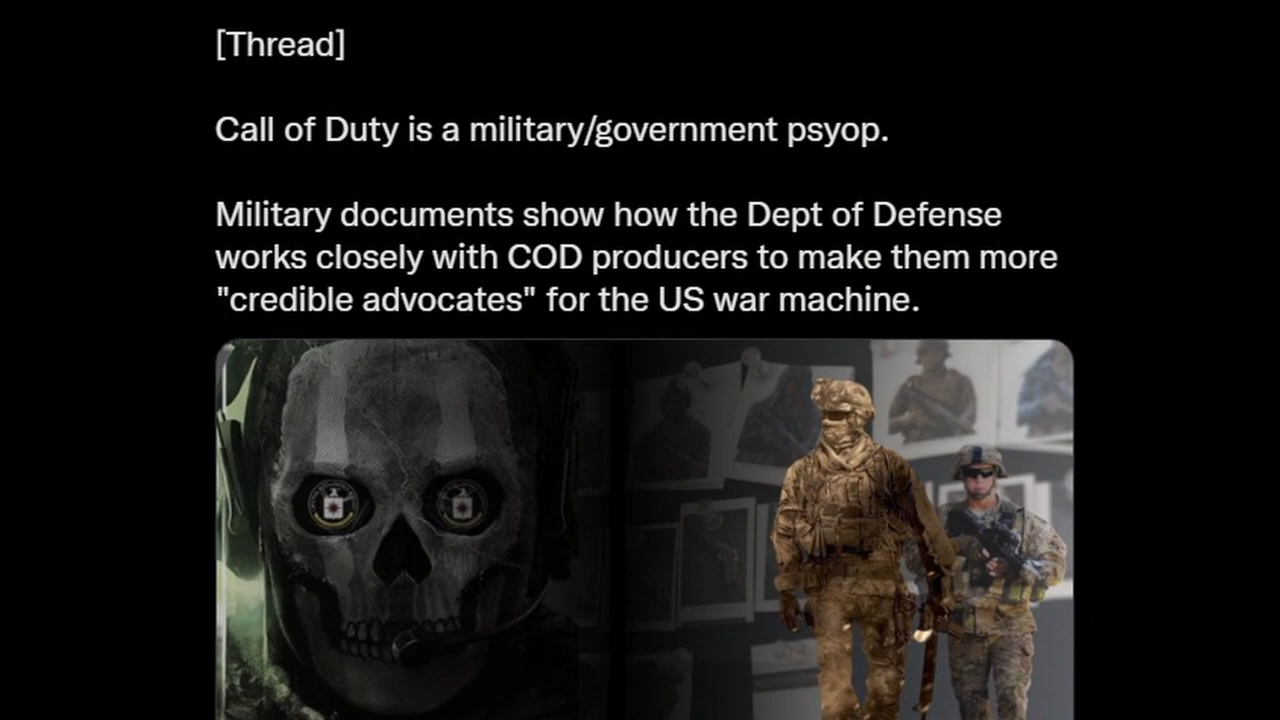 [Thread]
Call of Duty is a military/government psyop.
Military documents show how the Dept of Defense
works closely with COD producers to make them more
"credible advocates" for the US war machine.